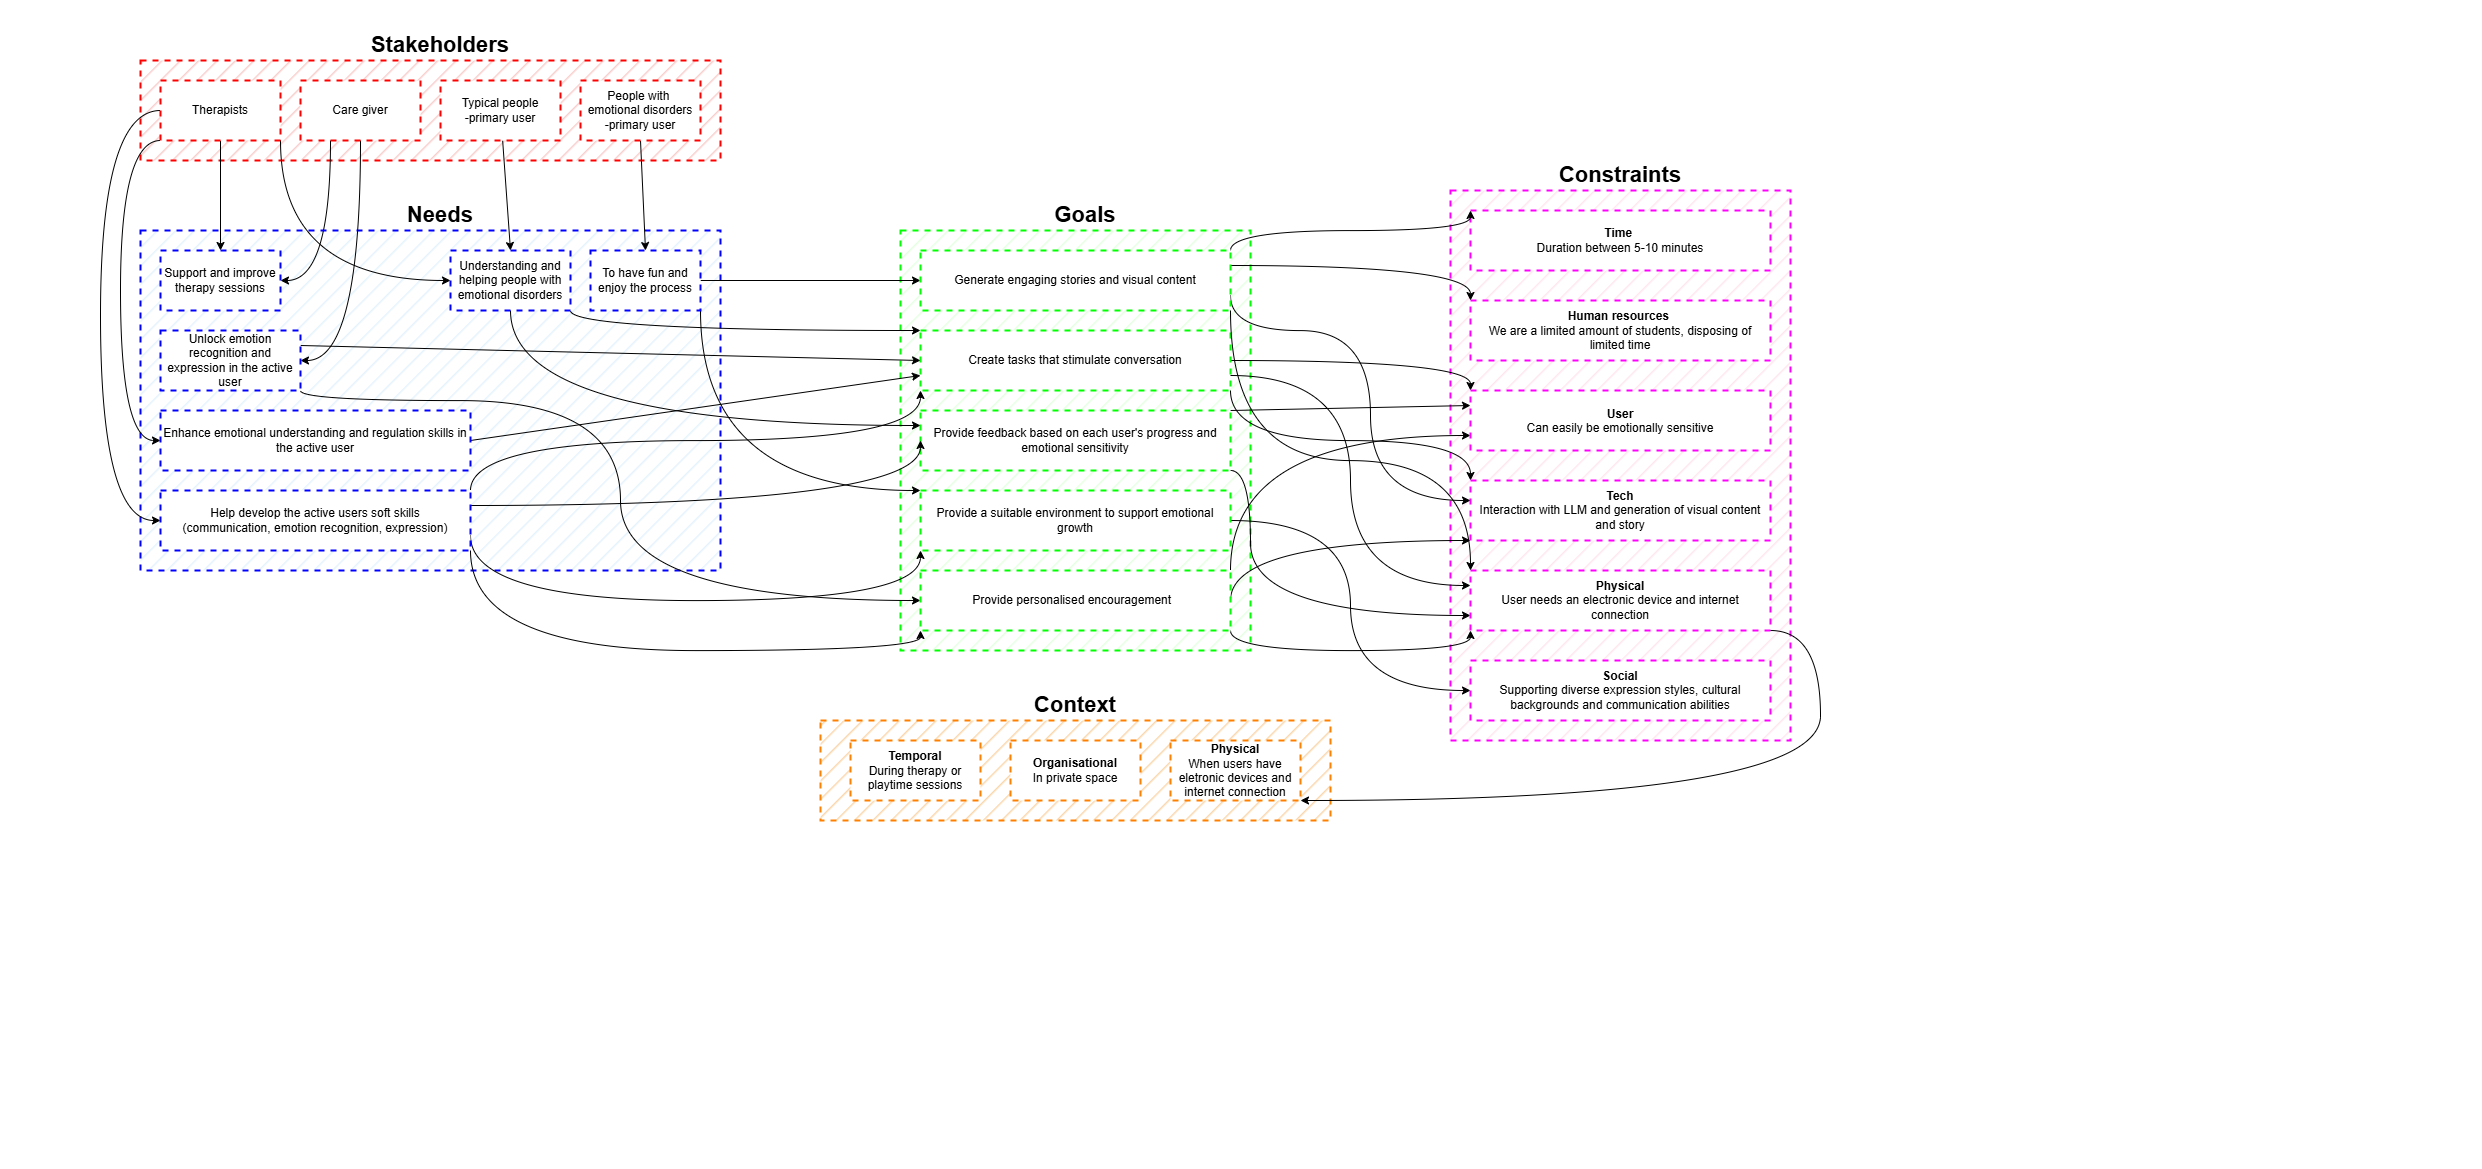 Stakeholders
Therapists
Care giver
Typical people
-primary user
People with
emotional disorders
-primary user
Needs
Support and improve
therapy sessions
Understanding and
helping people with
emotional disorders
To have fun and
enjoy the process
Unlock emotion
recognition and
expression in the active
user
Enhance emotional understanding and regulation skills in
the active user
Help develop the active users soft skills
(communication, emotion recognition, expression)
Goals
Generate engaging stories and visual content
Create tasks that stimulate conversation
Provide feedback based on each user's progress and
emotional sensitivity
Provide a suitable environment to support emotional
growth
Provide personalised encouragement
Constraints
Time
Duration between 5-10 minutes
Human resources
We are a limited amount of students, disposing of
limited time
User
Can easily be emotionally sensitive
Tech
Interaction with LLM and generation of visual content
and story
Physical
User needs an electronic device and internet
connection
Social
Supporting diverse expression styles, cultural
backgrounds and communication abilities
Context
Temporal
During therapy or
playtime sessions
Organisational
In private space
Physical
When users have
eletronic devices and
internet connection